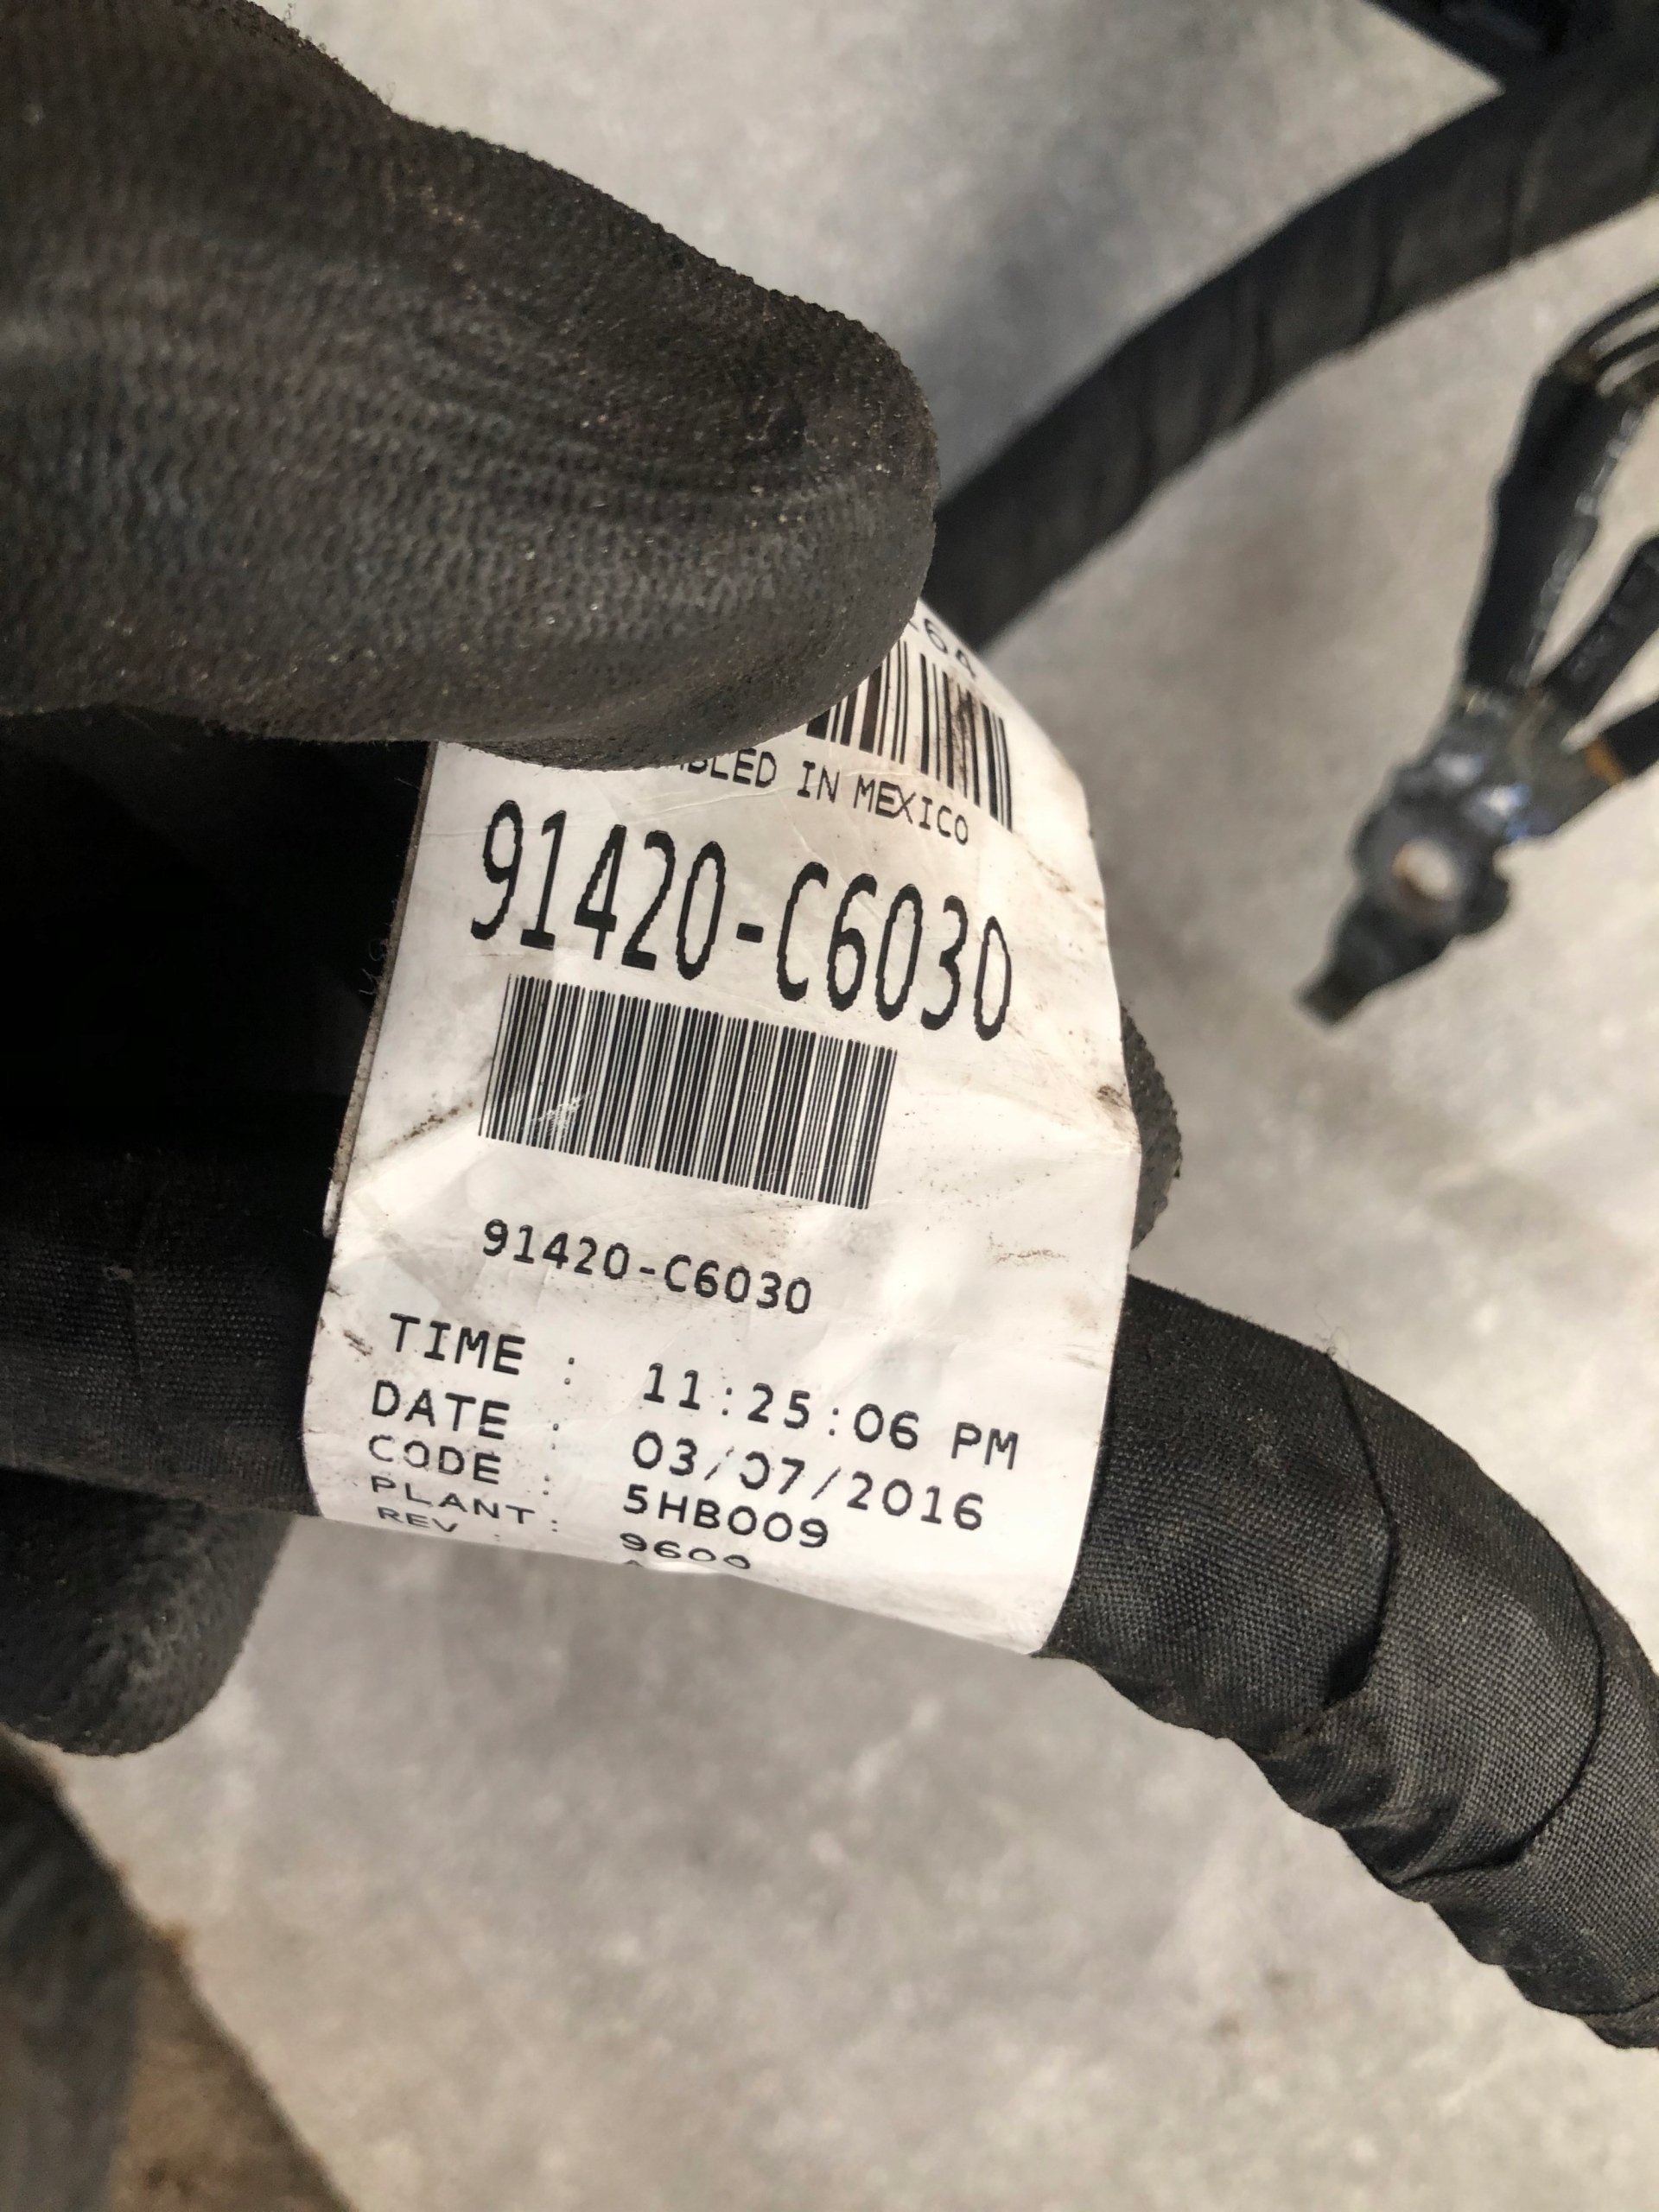 IN MEXICO
91420-C6030
91420-C6030
TIME : 11:25:06 PM
DATE : 03/07/2016
CODE : 5HB009
PLANT: 9600
REV :